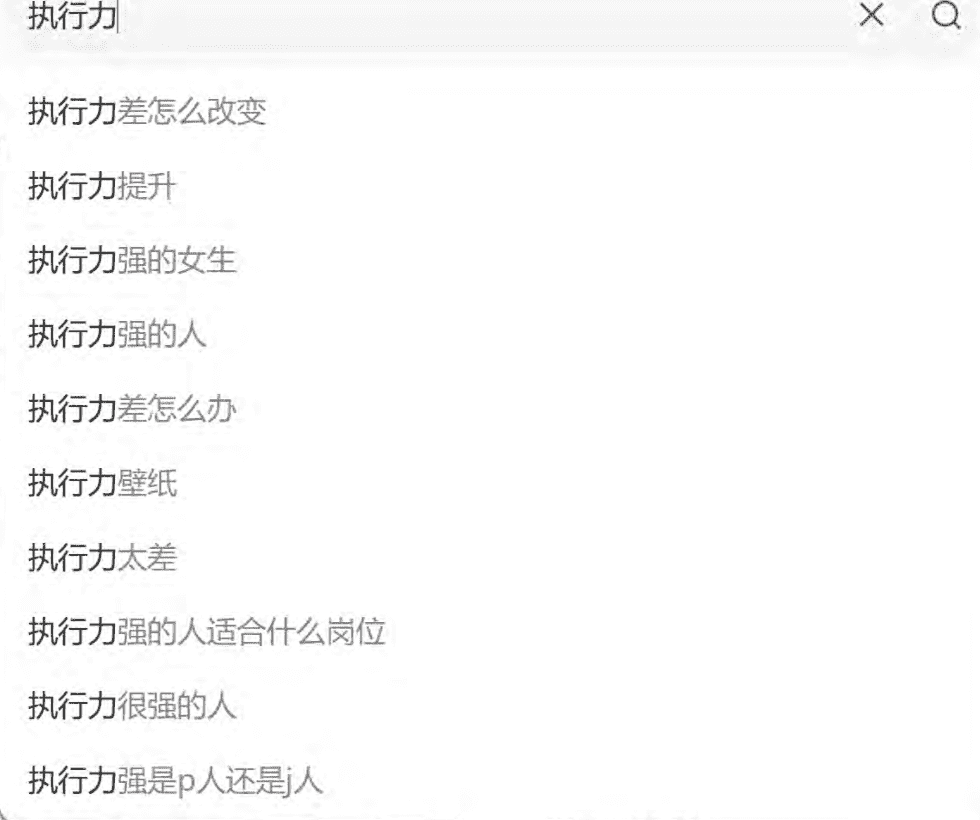 执行力
执行力差怎么改变
执行力提升
执行力强的女生
执行力强的人
执行力差怎么办
执行力壁纸
执行力太差
执行力强的人适合什么岗位
执行力很强的人
执行力强是p人还是j人